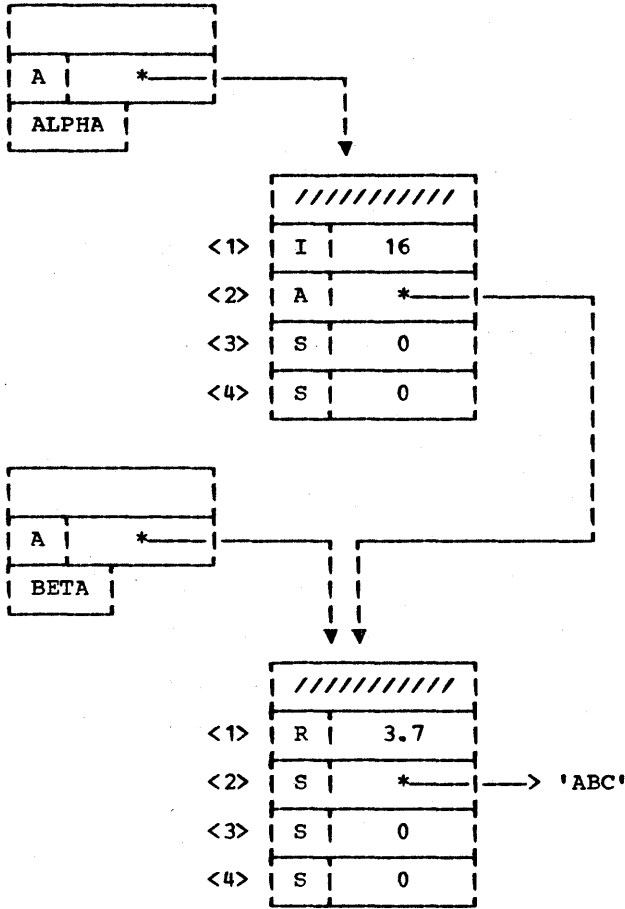 A *
ALPHA
///////////
<1> I 16
<2> A *
<3> S 0
<4> S 0
A *
BETA
///////////
<1> R 3.7
<2> S * > 'ABC'
<3> S 0
<4> S 0